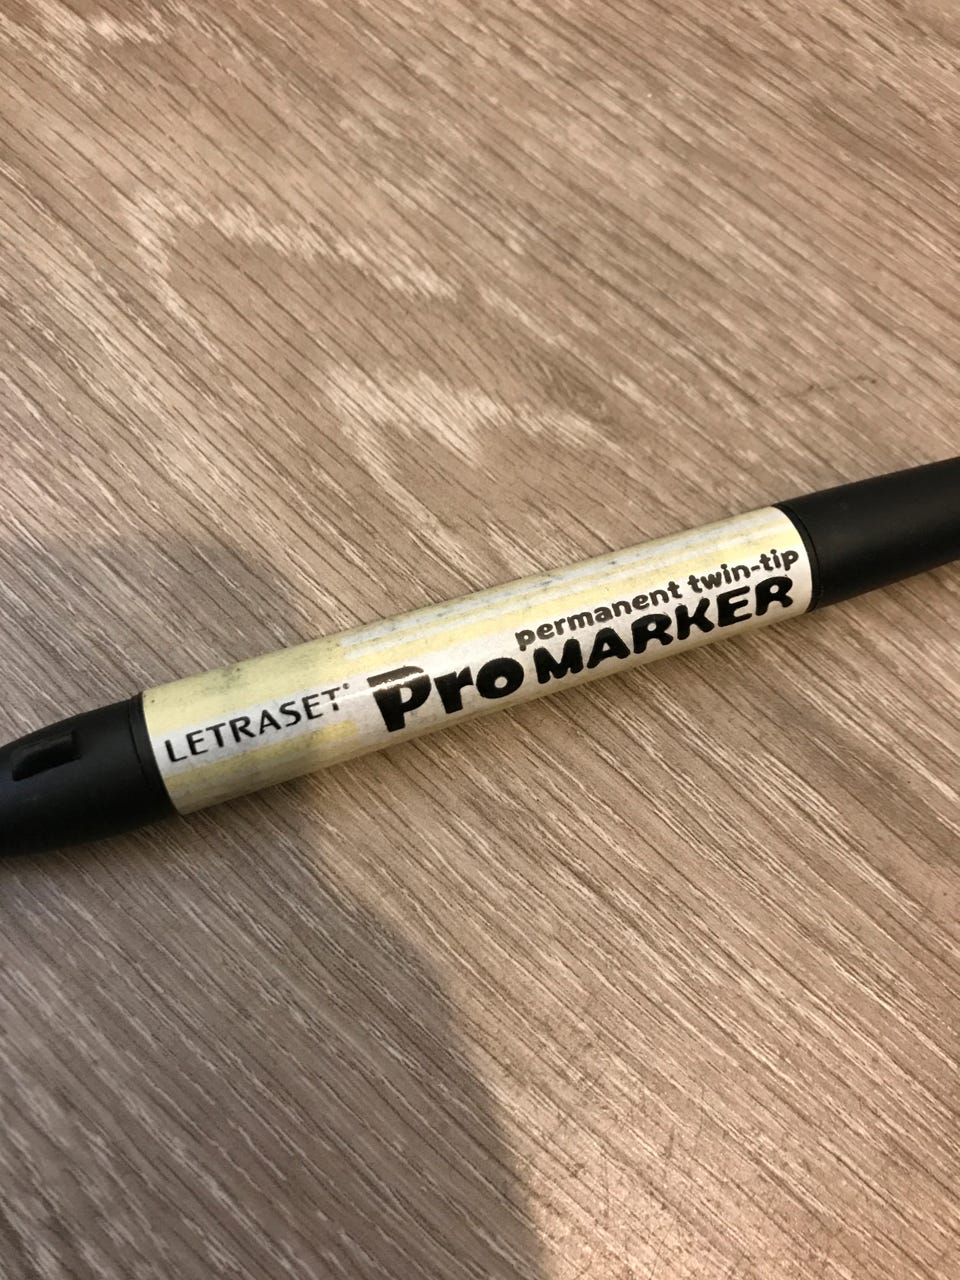 LETRASET®
permanent twin-tip
ProMARKER